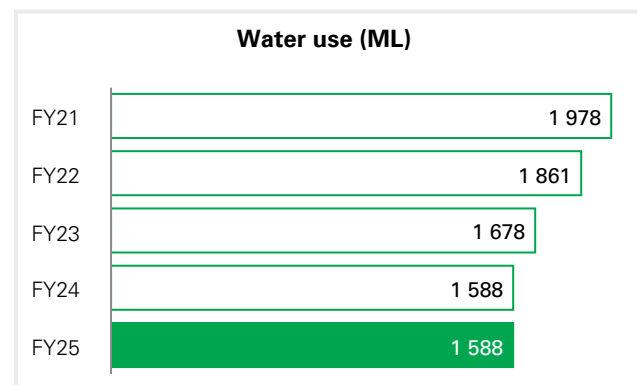 Water use (ML)
FY21 1 978
FY22 1 861
FY23 1 678
FY24 1 588
FY25 1 588